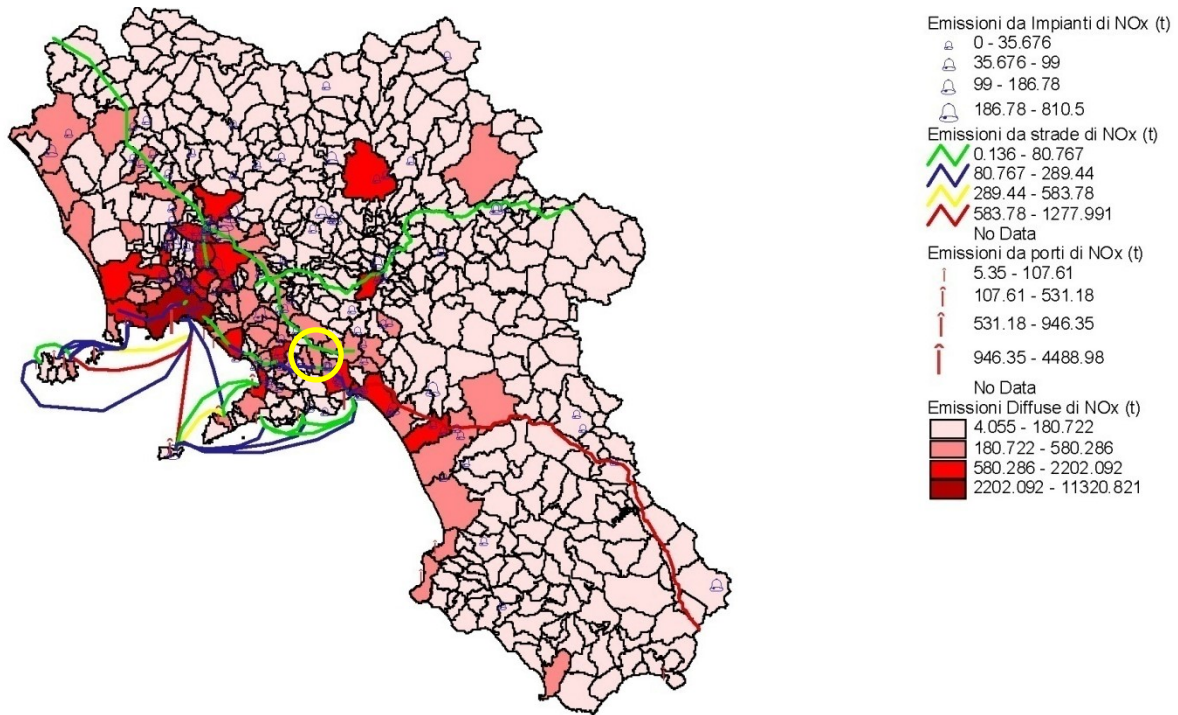 Emissioni da Impianti di NOx (t)
0 - 35.676
35.676 - 99
99 - 186.78
186.78 - 810.5
Emissioni da strade di NOx (t)
0.136 - 80.767
80.767 - 289.44
289.44 - 583.78
583.78 - 1277.991
No Data
Emissioni da porti di NOx (t)
5.35 - 107.61
107.61 - 531.18
531.18 - 946.35
946.35 - 4488.98
No Data
Emissioni Diffuse di NOx (t)
4.055 - 180.722
180.722 - 580.286
580.286 - 2202.092
2202.092 - 11320.821